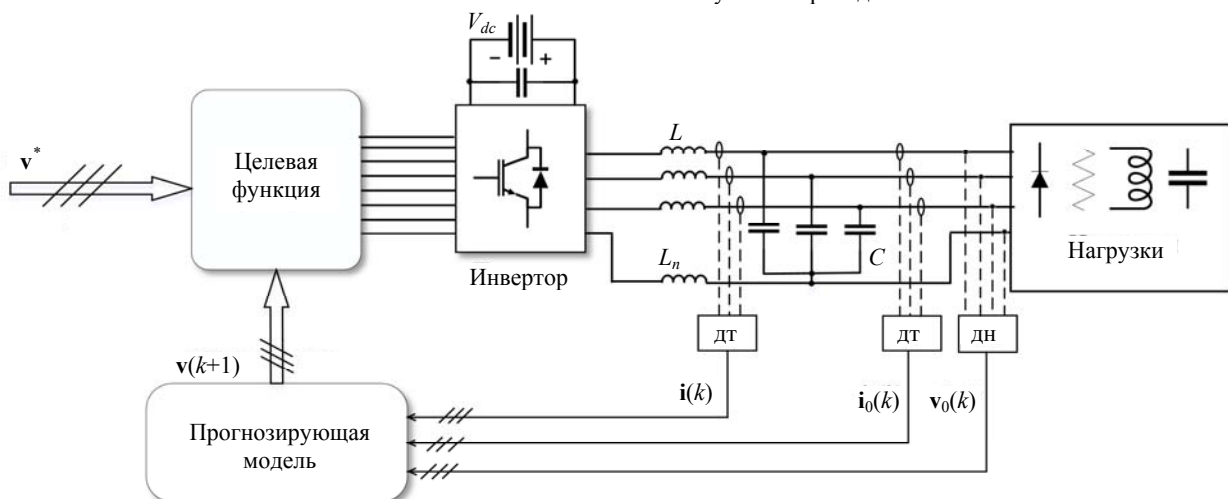 V_dc
− +
v*
Целевая
функция
L
Инвертор
L_n
C
Нагрузки
дт
дт
дн
v(k+1)
i(k)
i_0(k)
v_0(k)
Прогнозирующая
модель